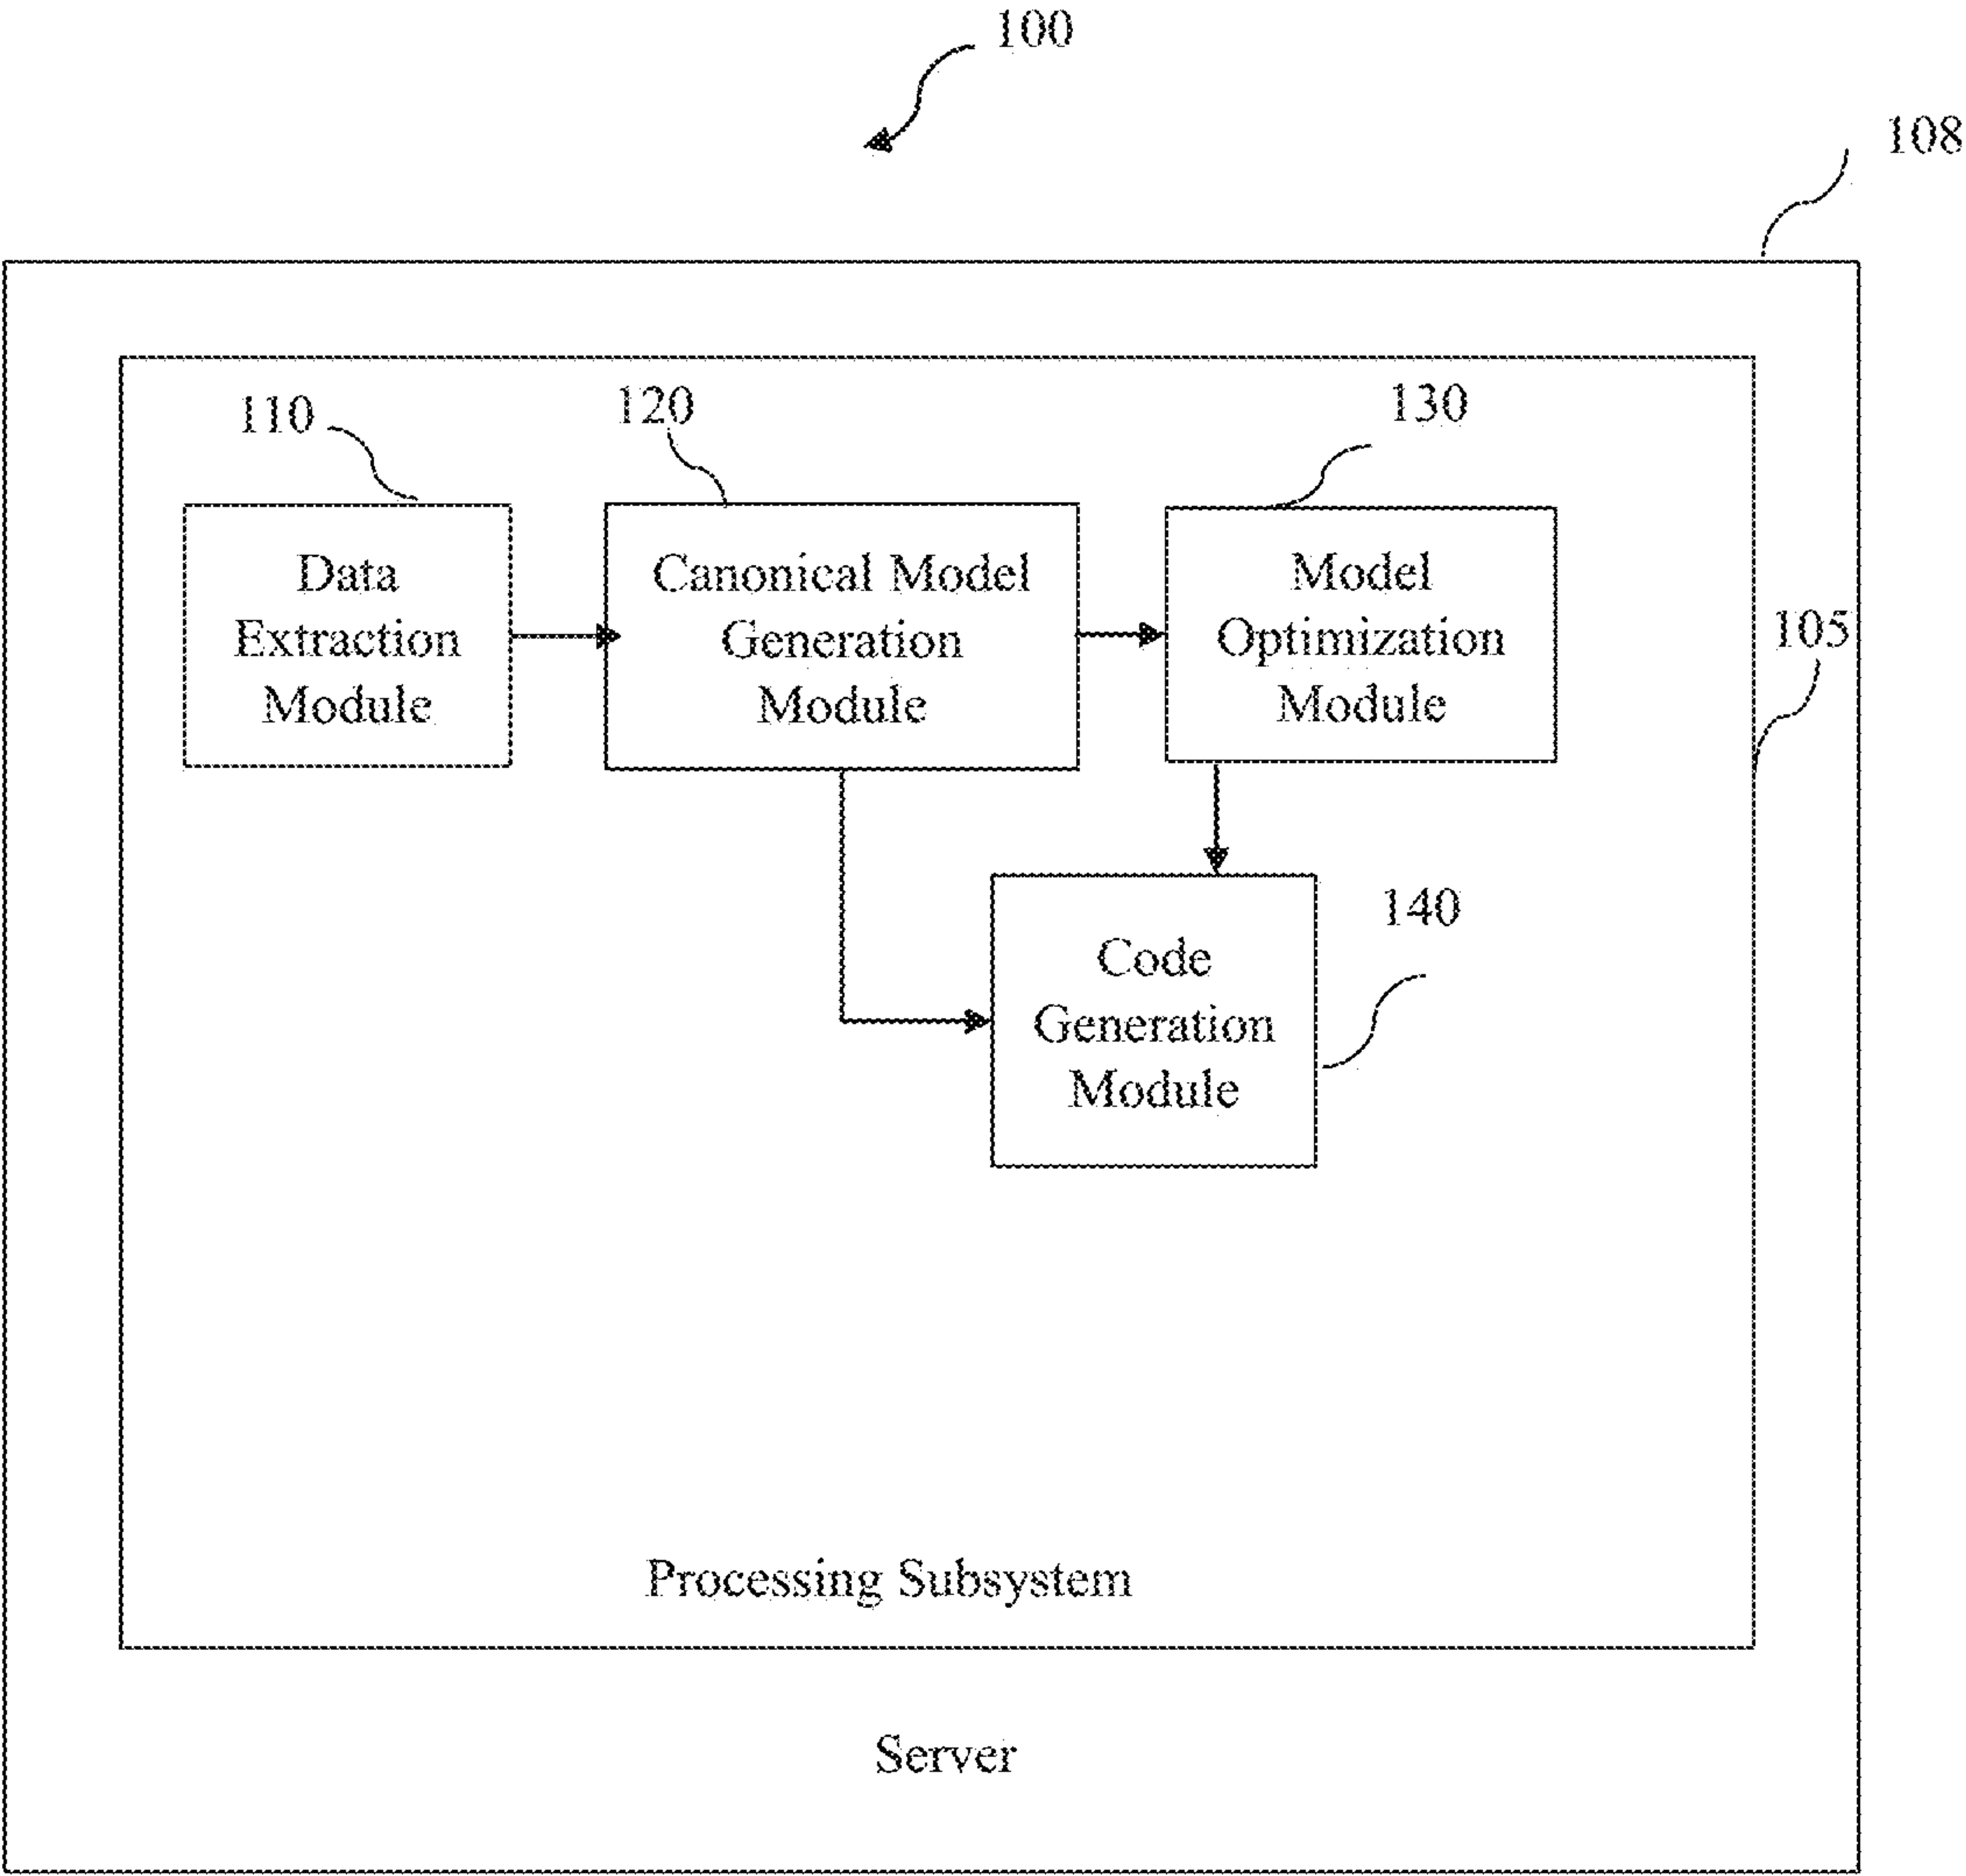 100
108
110
120
130
Data
Extraction
Module
Canonical Model
Generation
Module
Model
Optimization
Module
105
140
Code
Generation
Module
Processing Subsystem
Server